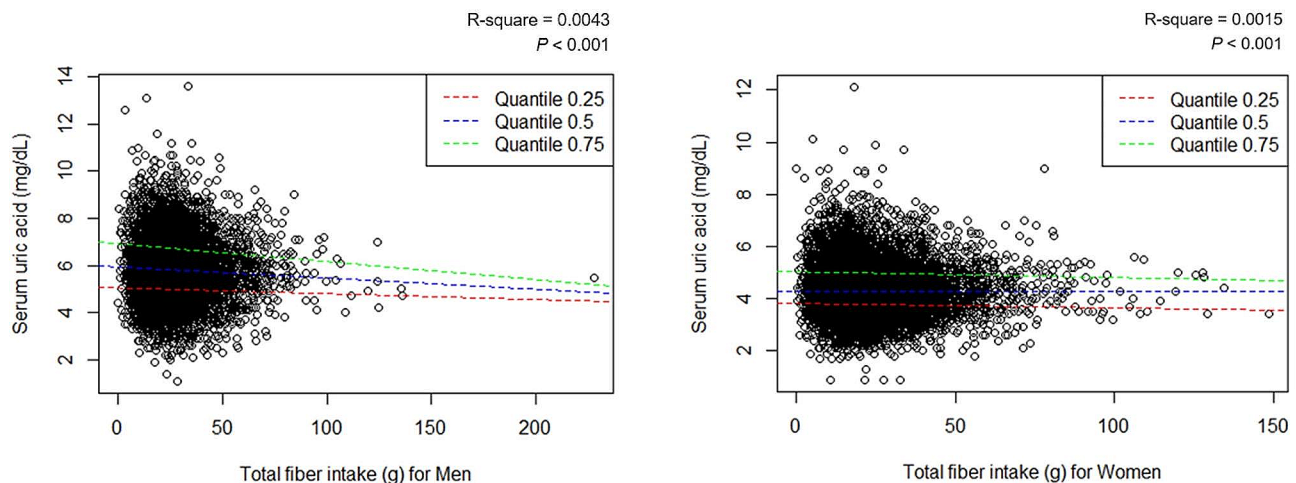 R-square = 0.0043
P < 0.001
14
12
10
8
6
4
2
Serum uric acid (mg/dL)
Quantile 0.25
Quantile 0.5
Quantile 0.75
0
50
100
150
200
Total fiber intake (g) for Men
R-square = 0.0015
P < 0.001
12
10
8
6
4
2
Serum uric acid (mg/dL)
Quantile 0.25
Quantile 0.5
Quantile 0.75
0
50
100
150
Total fiber intake (g) for Women